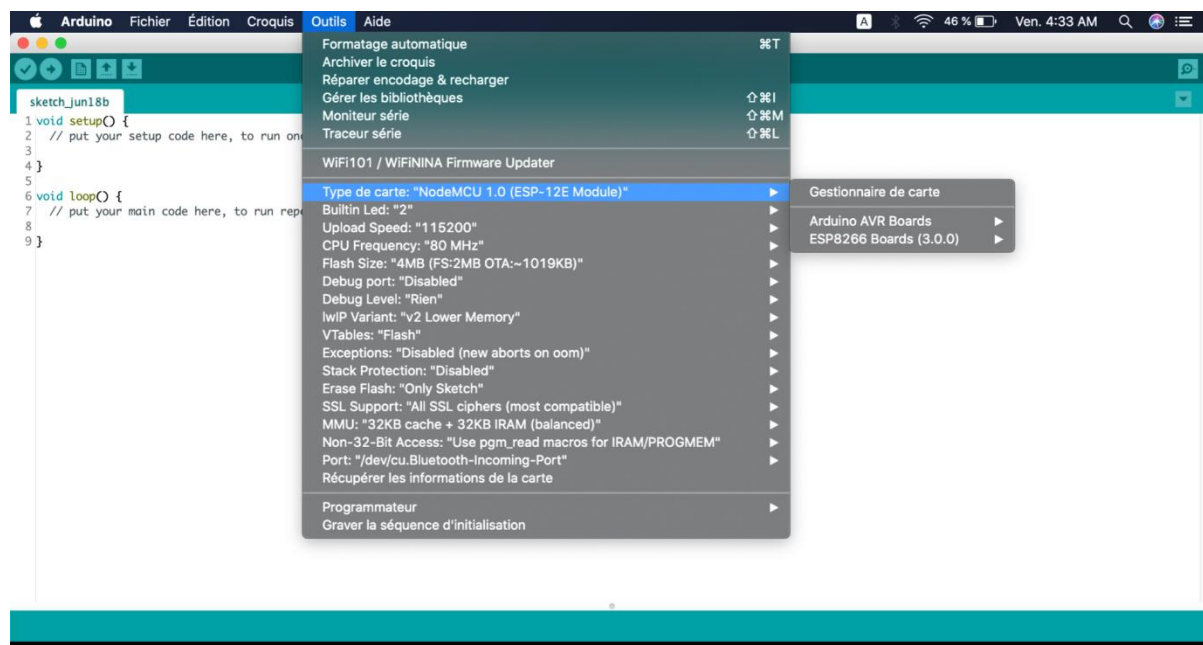 Arduino Fichier Édition Croquis Outils Aide A 46 % Ven. 4:33 AM
sketch_jun18b
1 void setup() {
2 // put your setup code here, to run on
3
4 }
5
6 void loop() {
7 // put your main code here, to run rep
8
9 }
Formatage automatique ⌘T
Archiver le croquis
Réparer encodage & recharger
Gérer les bibliothèques ⇧⌘I
Moniteur série ⇧⌘M
Traceur série ⇧⌘L
WiFi101 / WiFiNINA Firmware Updater
Type de carte: "NodeMCU 1.0 (ESP-12E Module)"
Builtin Led: "2"
Upload Speed: "115200"
CPU Frequency: "80 MHz"
Flash Size: "4MB (FS:2MB OTA:~1019KB)"
Debug port: "Disabled"
Debug Level: "Rien"
lwIP Variant: "v2 Lower Memory"
VTables: "Flash"
Exceptions: "Disabled (new aborts on oom)"
Stack Protection: "Disabled"
Erase Flash: "Only Sketch"
SSL Support: "All SSL ciphers (most compatible)"
MMU: "32KB cache + 32KB IRAM (balanced)"
Non-32-Bit Access: "Use pgm_read macros for IRAM/PROGMEM"
Port: "/dev/cu.Bluetooth-Incoming-Port"
Récupérer les informations de la carte
Programmateur
Graver la séquence d'initialisation
Gestionnaire de carte
Arduino AVR Boards
ESP8266 Boards (3.0.0)